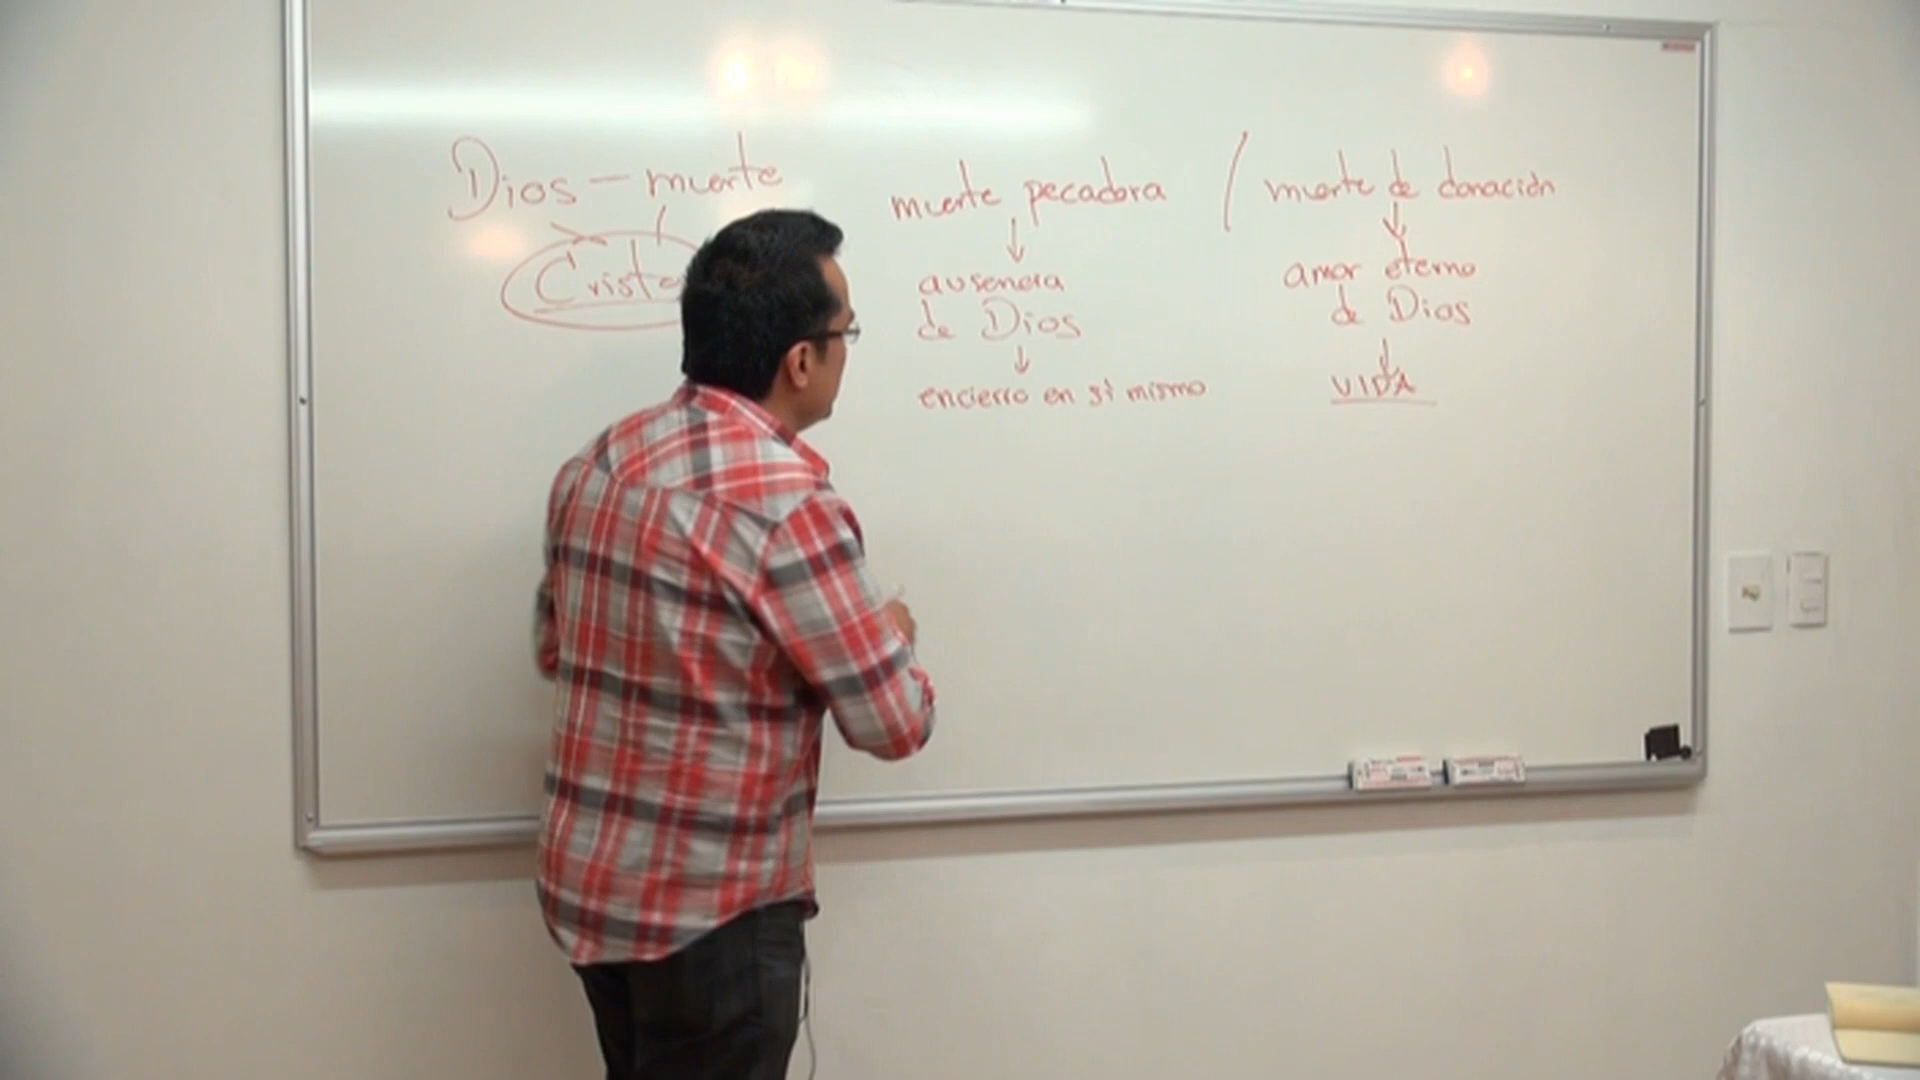 Dios - muerte
Cristo
muerte pecadora
↓
ausencia
de Dios
↓
encierro en sí mismo
/
muerte de donación
↓
amor eterno
de Dios
↓
VIDA